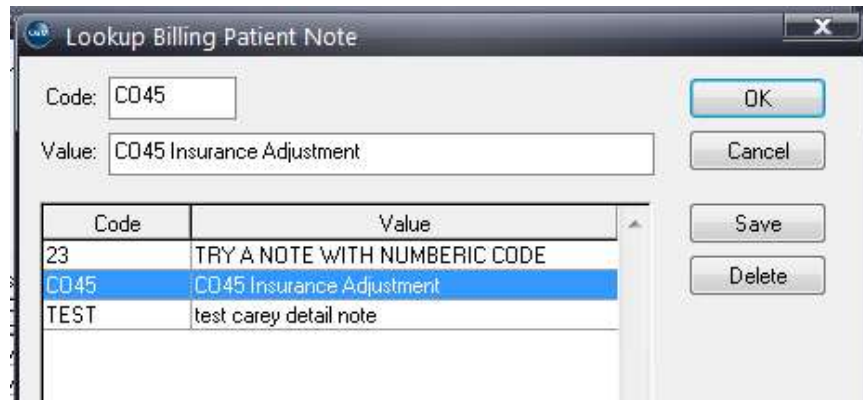 Lookup Billing Patient Note
X
Code: CO45
OK
Value: CO45 Insurance Adjustment
Cancel
Code Value
Save
23 TRY A NOTE WITH NUMBERIC CODE
CO45 CO45 Insurance Adjustment
Delete
TEST test carey detail note